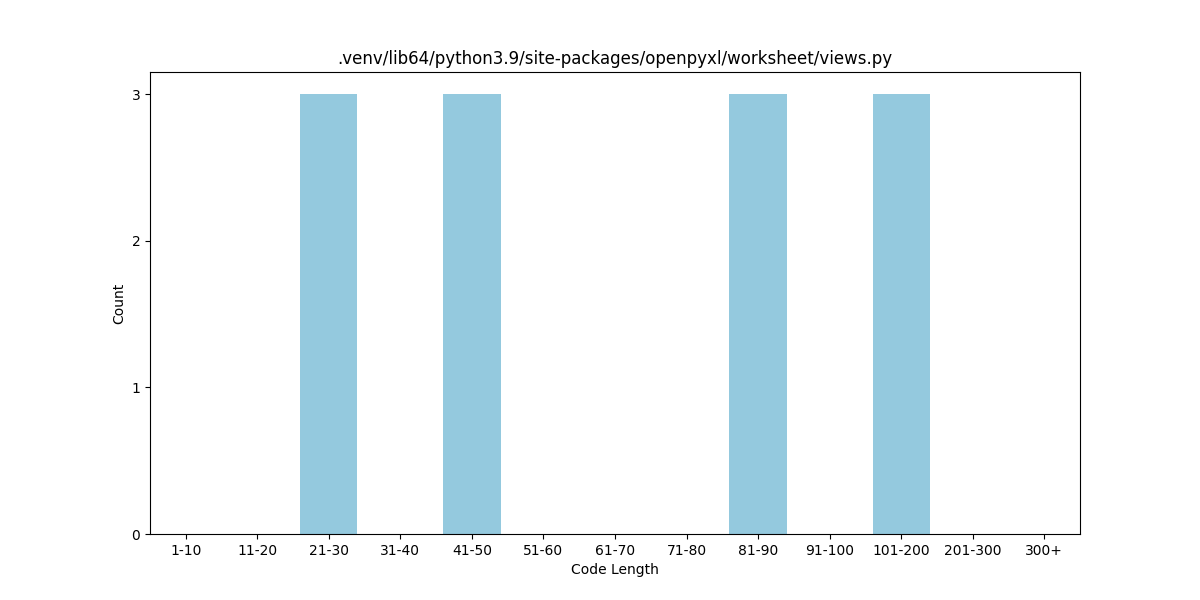 .venv/lib64/python3.9/site-packages/openpyxl/worksheet/views.py
3
2
1
0
Count
1-10 11-20 21-30 31-40 41-50 51-60 61-70 71-80 81-90 91-100 101-200 201-300 300+
Code Length